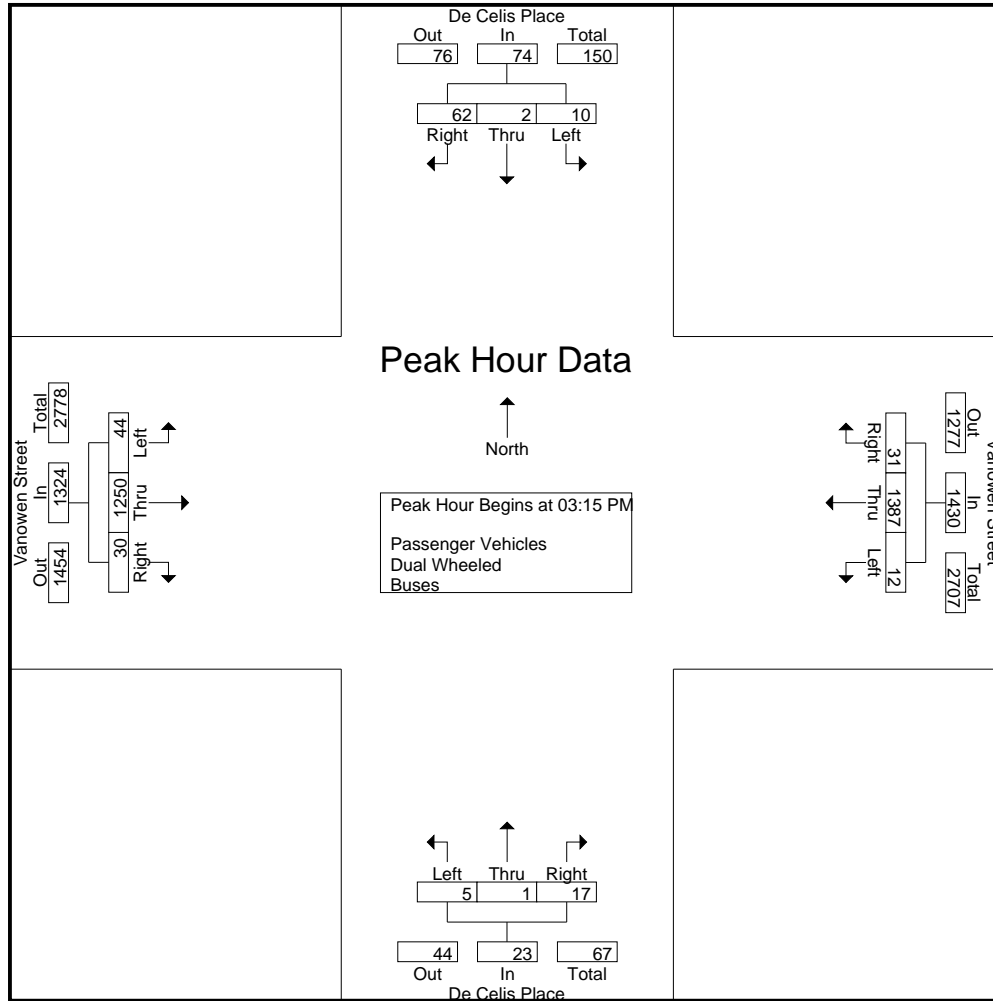 De Celis Place
Out In Total
76 74 150
62 2 10
Right Thru Left
Peak Hour Data
North
Peak Hour Begins at 03:15 PM
Passenger Vehicles
Dual Wheeled
Buses
Vanowen Street
Total In Out
2778 1324 1454
44 1250 30
Left Thru Right
Vanowen Street
Out In Total
1277 1430 2707
31 1387 12
Right Thru Left
Left Thru Right
5 1 17
44 23 67
Out In Total
De Celis Place